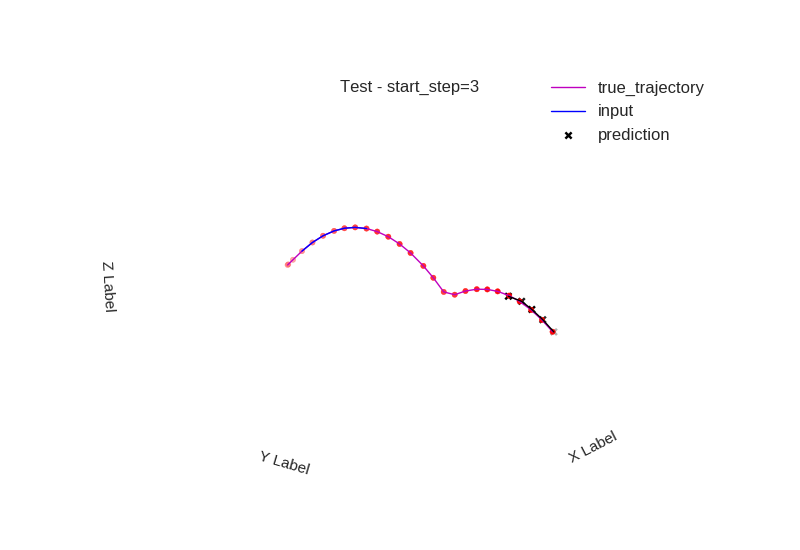 Test - start_step=3
true_trajectory
input
prediction
Z Label
Y Label
X Label